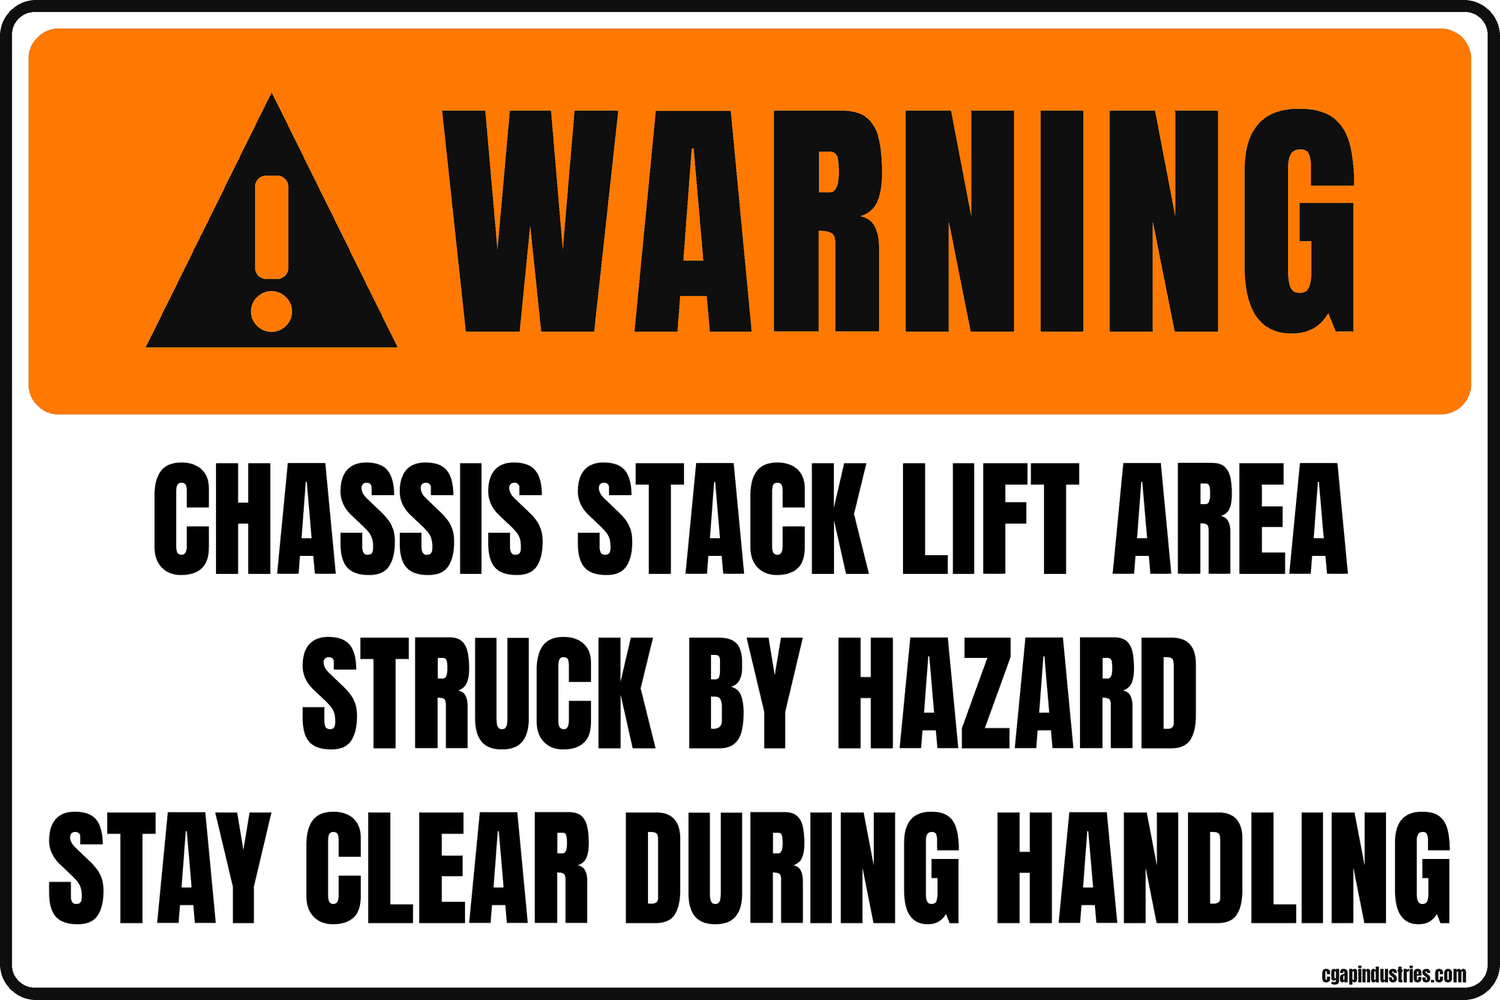 WARNING
CHASSIS STACK LIFT AREA
STRUCK BY HAZARD
STAY CLEAR DURING HANDLING
cgapindustries.com